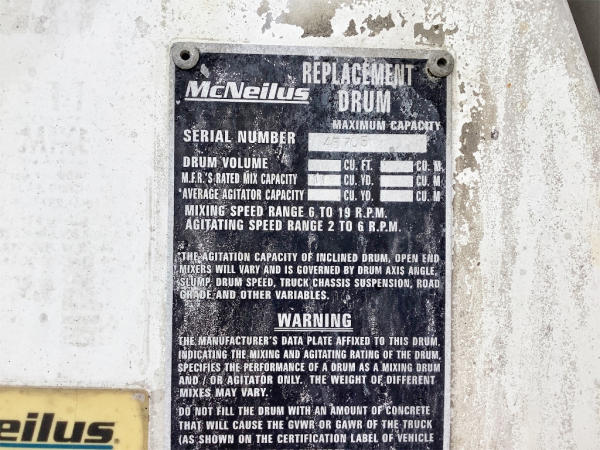 McNeilus
REPLACEMENT
DRUM
MAXIMUM CAPACITY
SERIAL NUMBER
DRUM VOLUME CU. FT. CU. M
M.F.R.'S RATED MIX CAPACITY CU. YD. CU. M
*AVERAGE AGITATOR CAPACITY CU. YD. CU. M
MIXING SPEED RANGE 6 TO 19 R.P.M.
AGITATING SPEED RANGE 2 TO 6 R.P.M.
*THE AGITATION CAPACITY OF INCLINED DRUM, OPEN END
MIXERS WILL VARY AND IS GOVERNED BY DRUM AXIS ANGLE,
SLUMP, DRUM SPEED, TRUCK CHASSIS SUSPENSION, ROAD
GRADE AND OTHER VARIABLES.
WARNING
THE MANUFACTURER'S DATA PLATE AFFIXED TO THIS DRUM,
INDICATING THE MIXING AND AGITATING RATING OF THE DRUM,
SPECIFIES THE PERFORMANCE OF A DRUM AS A MIXING DRUM
AND / OR AGITATOR ONLY. THE WEIGHT OF DIFFERENT
MIXES MAY VARY.
DO NOT FILL THE DRUM WITH AN AMOUNT OF CONCRETE
THAT WILL CAUSE THE GVWR OR GAWR OF THE TRUCK
(AS SHOWN ON THE CERTIFICATION LABEL OF VEHICLE
eilus